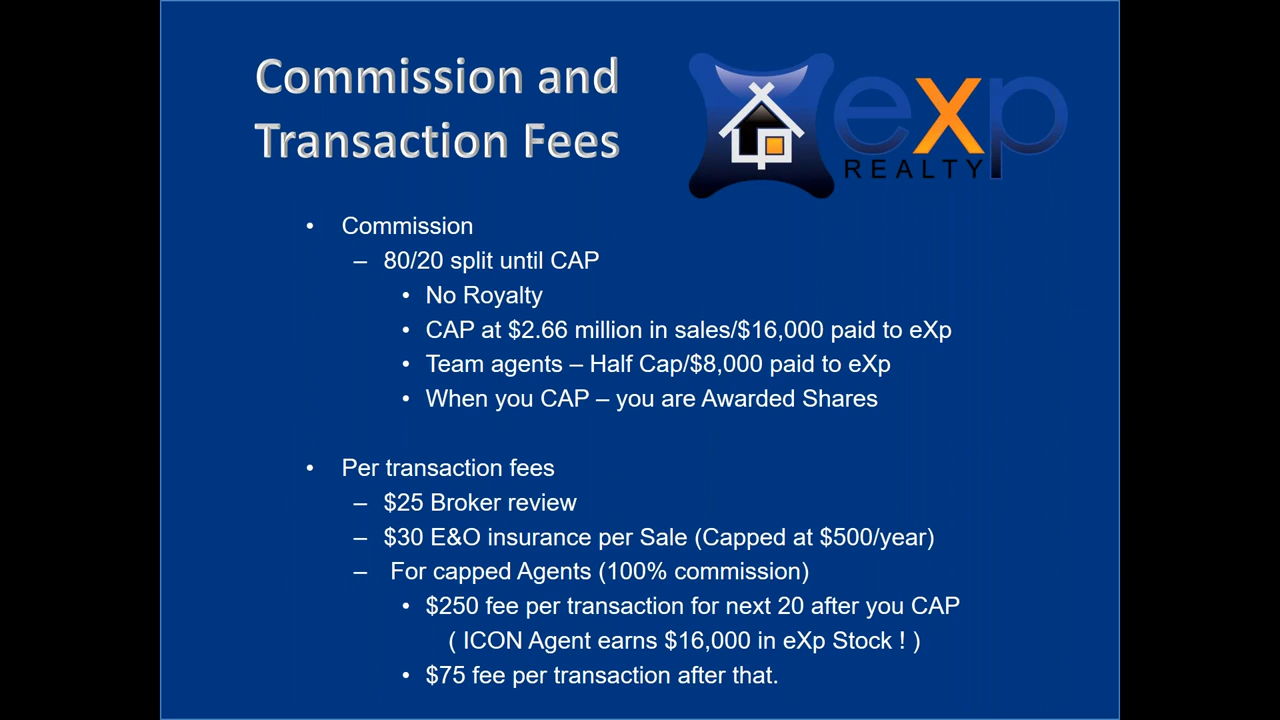 Commission and
Transaction Fees
eXp
REALTY
• Commission
– 80/20 split until CAP
• No Royalty
• CAP at $2.66 million in sales/$16,000 paid to eXp
• Team agents – Half Cap/$8,000 paid to eXp
• When you CAP – you are Awarded Shares
• Per transaction fees
– $25 Broker review
– $30 E&O insurance per Sale (Capped at $500/year)
– For capped Agents (100% commission)
• $250 fee per transaction for next 20 after you CAP
( ICON Agent earns $16,000 in eXp Stock ! )
• $75 fee per transaction after that.